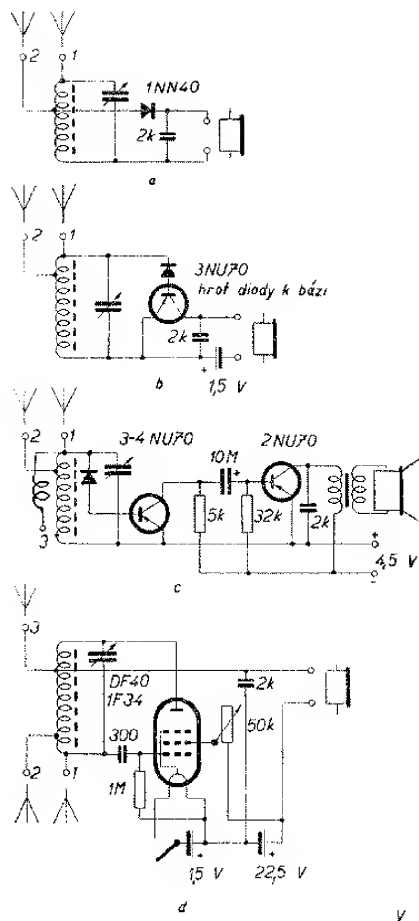 2 1
1NN40
2k
a
2 1
3NU70
hrot diody k bázi
2k
+
1,5 V
b
2 1
3-4 NU70
10M
+
2NU70
3
5k
32k
2k
+
4,5 V
-
c
3
DF40
1F34
2k
300
50k
1M
2 1
+ +
1,5 V 22,5 V
d
V